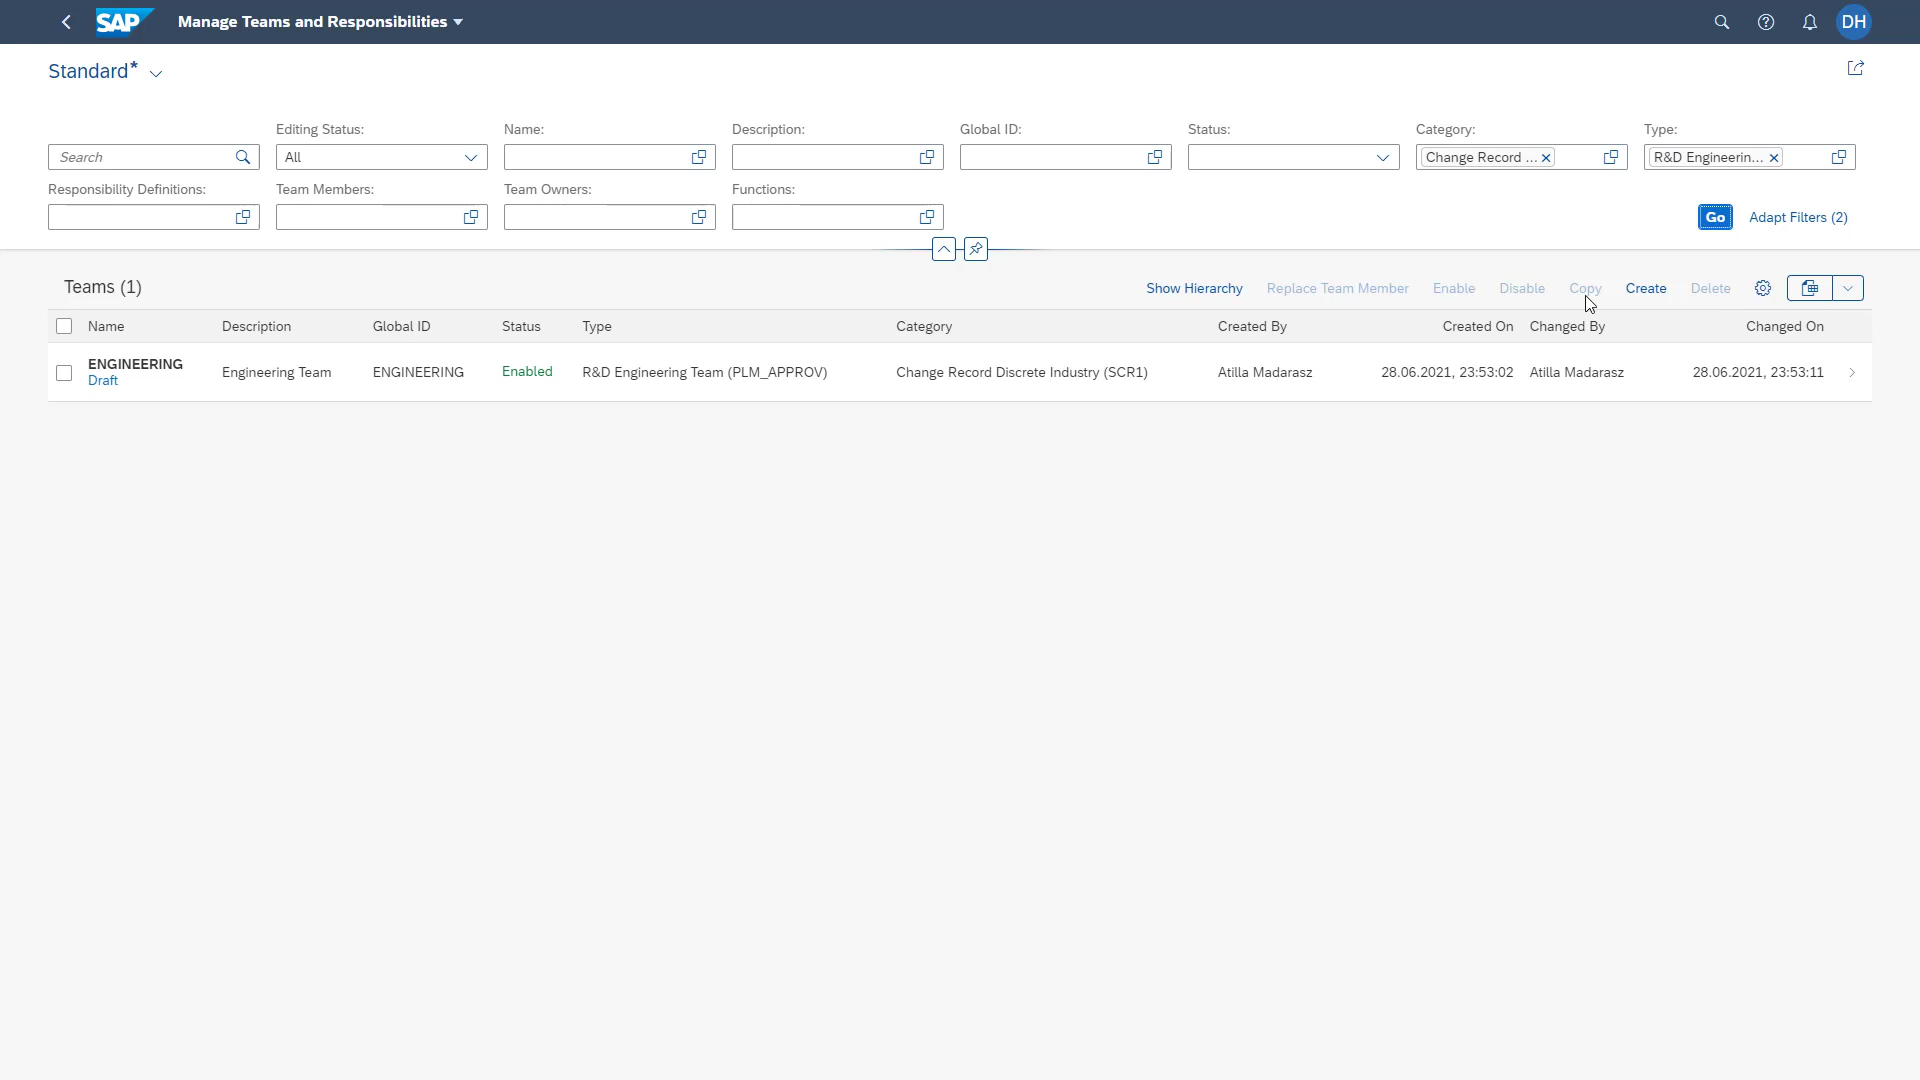 SAP Manage Teams and Responsibilities DH
Standard*
Editing Status: Name: Description: Global ID: Status: Category: Type:
Search All Change Record ... R&D Engineerin...
Responsibility Definitions: Team Members: Team Owners: Functions:
Go Adapt Filters (2)
Teams (1) Show Hierarchy Replace Team Member Enable Disable Copy Create Delete
Name Description Global ID Status Type Category Created By Created On Changed By Changed On
ENGINEERING Engineering Team ENGINEERING Enabled R&D Engineering Team (PLM_APPROV) Change Record Discrete Industry (SCR1) Atilla Madarasz 28.06.2021, 23:53:02 Atilla Madarasz 28.06.2021, 23:53:11
Draft